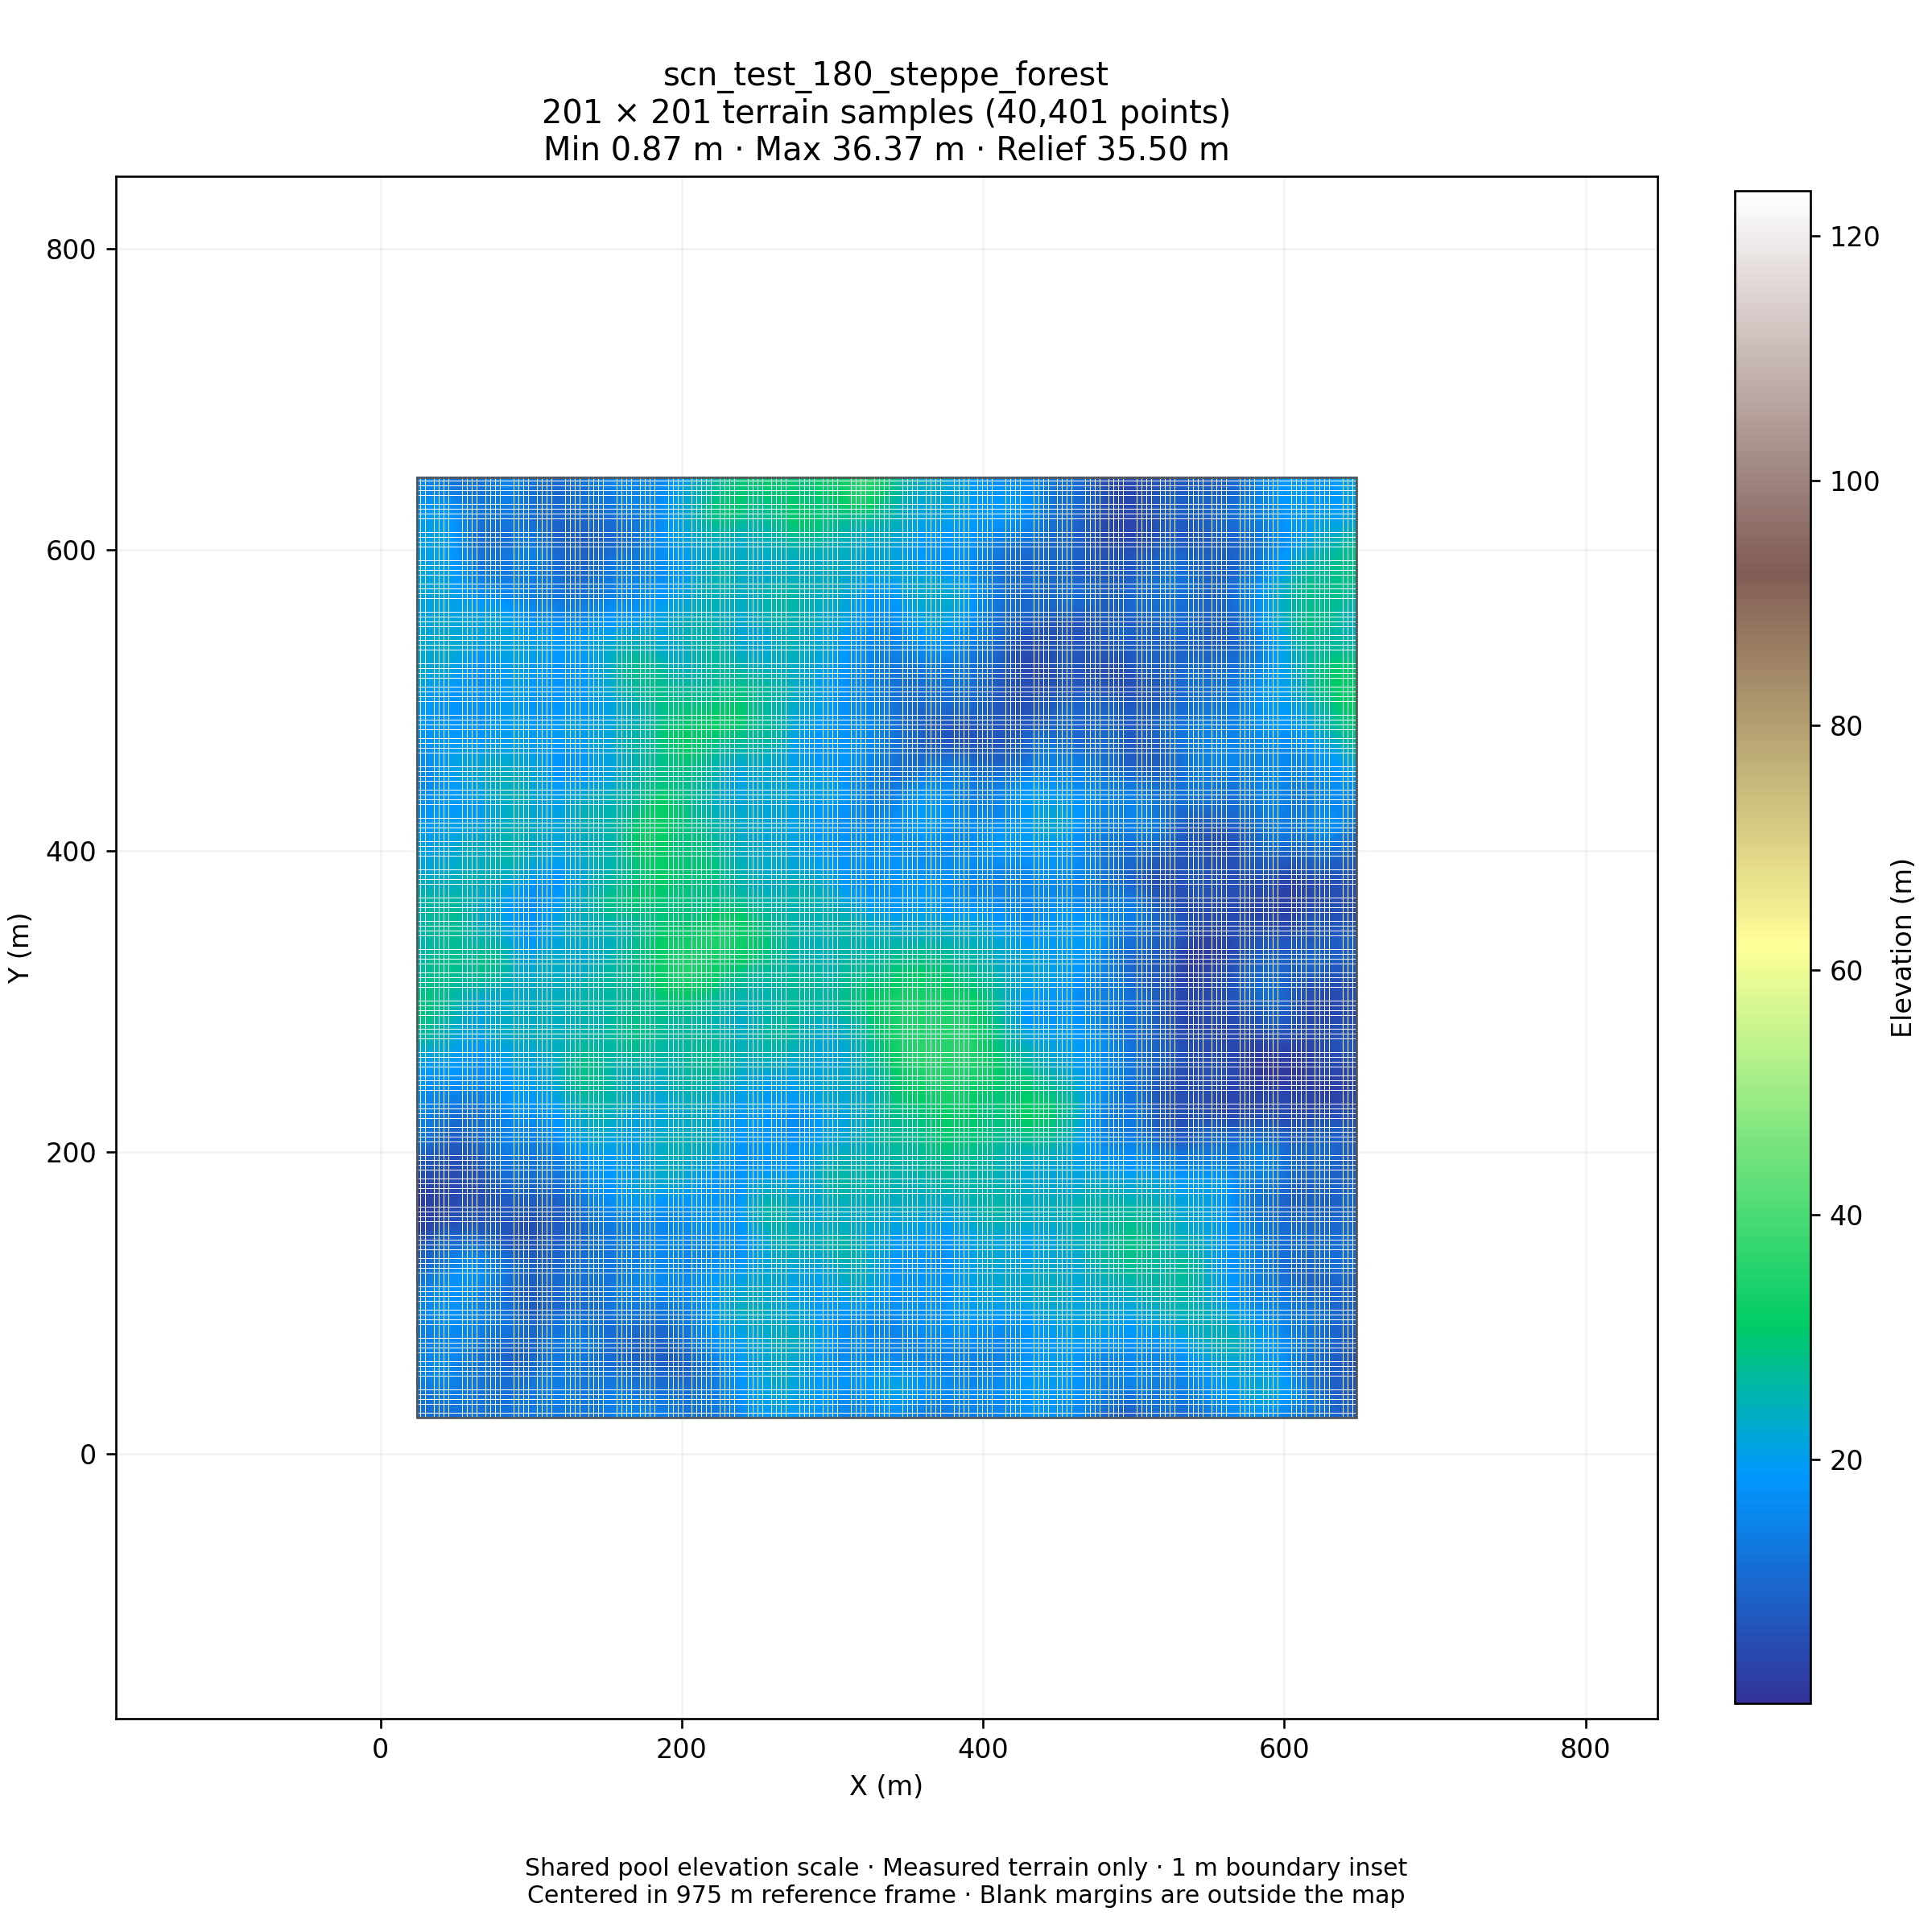 scn_test_180_steppe_forest
201 × 201 terrain samples (40,401 points)
Min 0.87 m · Max 36.37 m · Relief 35.50 m
800
600
400
200
0
Y (m)
0
200
400
600
800
X (m)
120
100
80
60
40
20
Elevation (m)
Shared pool elevation scale · Measured terrain only · 1 m boundary inset
Centered in 975 m reference frame · Blank margins are outside the map